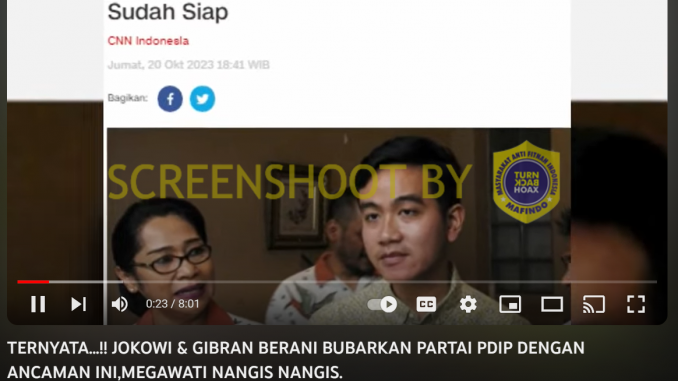 Sudah Siap
CNN Indonesia
Jumat, 20 Okt 2023 18:41 WIB
Bagikan:
SCREENSHOOT BY
MASYARAKAT ANTI FITNAH INDONESIA
TURN
BACK
HOAX
MAFINDO
0:23 / 8:01
CC
TERNYATA...!! JOKOWI & GIBRAN BERANI BUBARKAN PARTAI PDIP DENGAN
ANCAMAN INI,MEGAWATI NANGIS NANGIS.